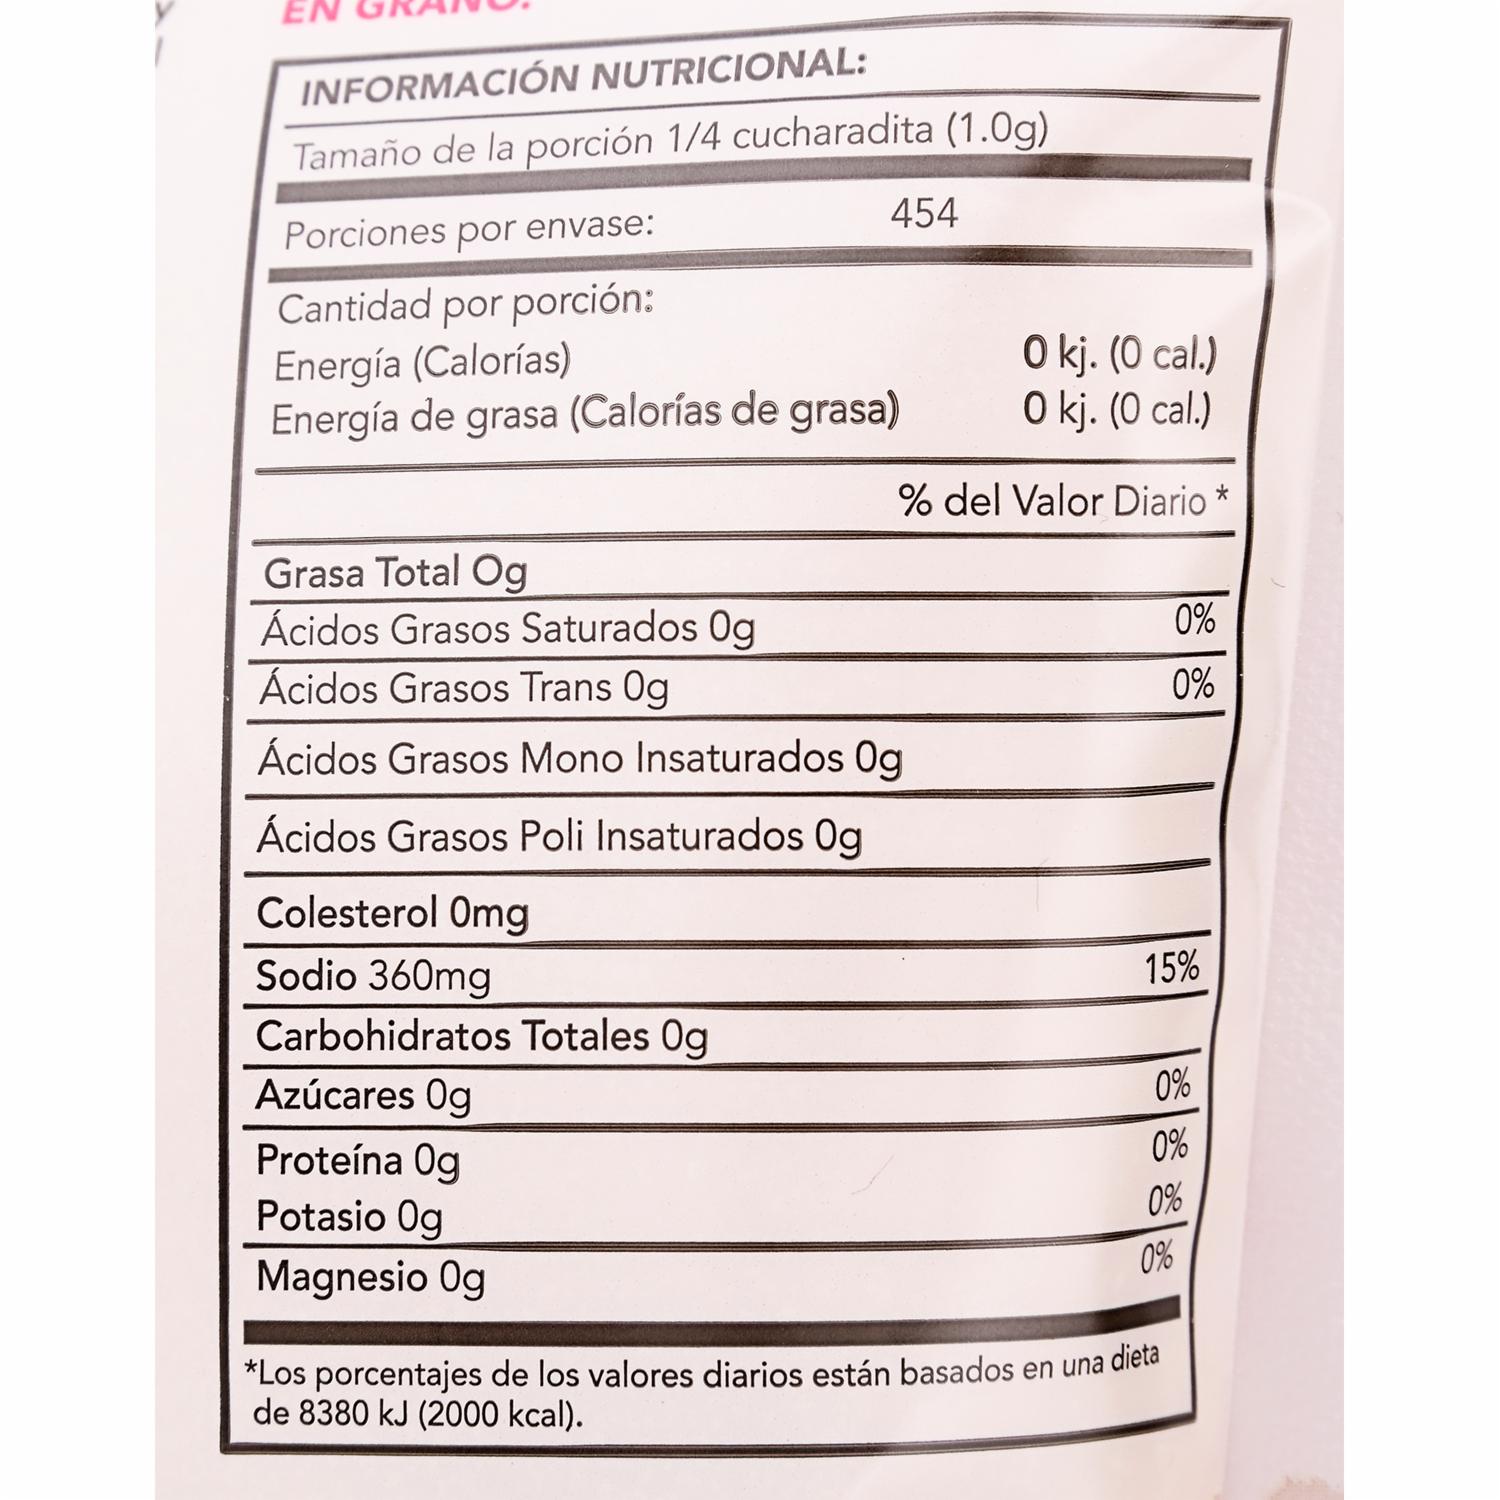 EN GRANO.
INFORMACIÓN NUTRICIONAL:
Tamaño de la porción 1/4 cucharadita (1.0g)
Porciones por envase: 454
Cantidad por porción:
Energía (Calorías) 0 kj. (0 cal.)
Energía de grasa (Calorías de grasa) 0 kj. (0 cal.)
% del Valor Diario *
Grasa Total Og
Ácidos Grasos Saturados 0g 0%
Ácidos Grasos Trans 0g 0%
Ácidos Grasos Mono Insaturados 0g
Ácidos Grasos Poli Insaturados 0g
Colesterol 0mg
Sodio 360mg 15%
Carbohidratos Totales 0g
Azúcares 0g 0%
Proteína 0g 0%
Potasio 0g 0%
Magnesio 0g 0%
*Los porcentajes de los valores diarios están basados en una dieta
de 8380 kJ (2000 kcal).